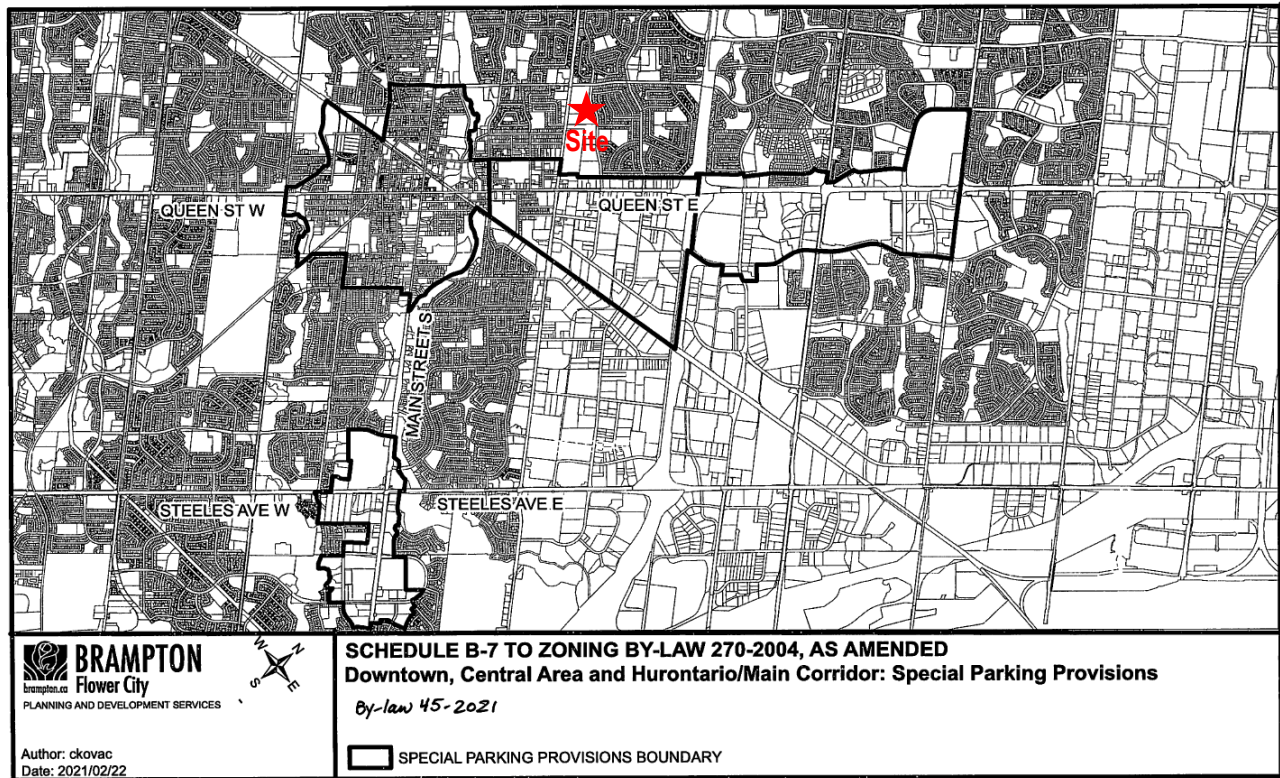 Site
QUEEN ST W
QUEEN ST E
MAIN STREET S
STEELES AVE W
STEELES AVE E
BRAMPTON
brampton.ca Flower City
PLANNING AND DEVELOPMENT SERVICES
W N
S E
Author: ckovac
Date: 2021/02/22
SCHEDULE B-7 TO ZONING BY-LAW 270-2004, AS AMENDED
Downtown, Central Area and Hurontario/Main Corridor: Special Parking Provisions
By-law 45-2021
SPECIAL PARKING PROVISIONS BOUNDARY